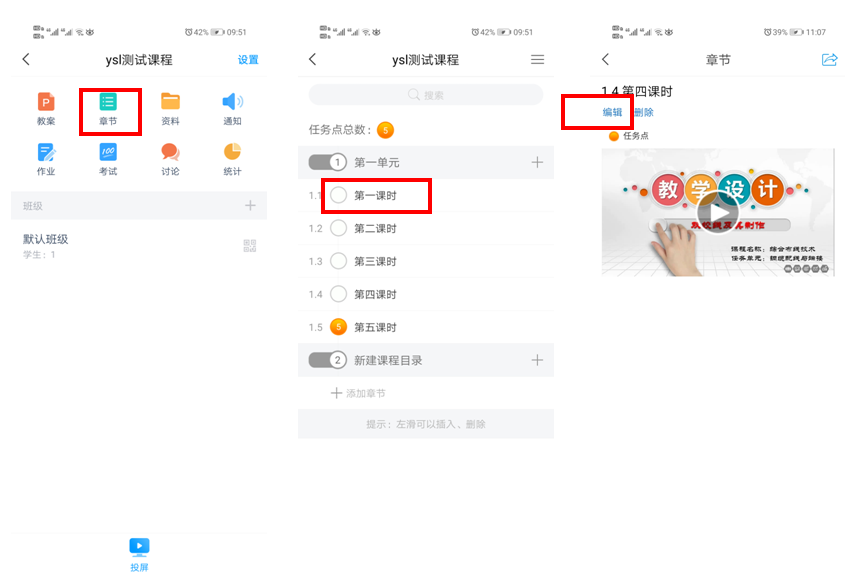 42% 09:51
ysl测试课程
设置
教案
章节
资料
通知
作业
考试
讨论
统计
班级
默认班级
学生：1
投屏
42% 09:51
ysl测试课程
搜索
任务点总数： 5
1 第一单元
1.1 第一课时
1.2 第二课时
1.3 第三课时
1.4 第四课时
1.5 5 第五课时
2 新建课程目录
添加章节
提示：左滑可以插入、删除
39% 11:07
章节
1.4 第四课时
编辑 删除
任务点
教学设计
课程名称：综合布线技术